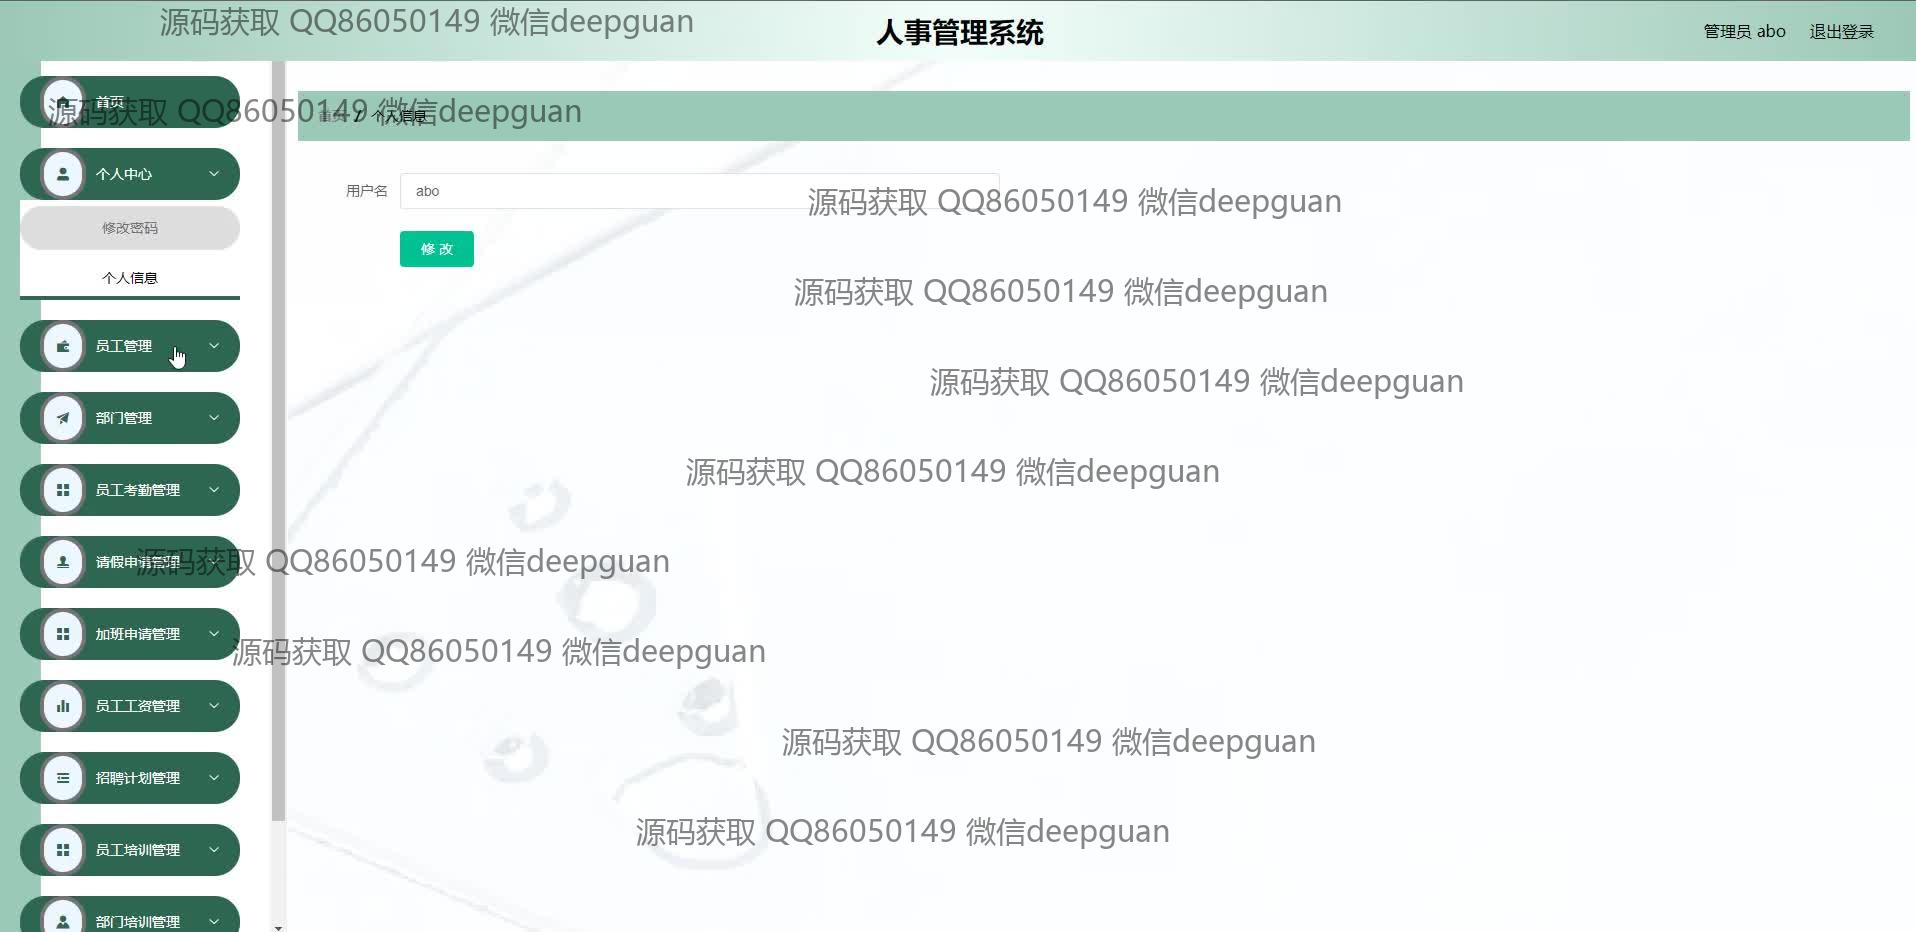 源码获取 QQ86050149 微信deepguan
人事管理系统
管理员 abo
退出登录
首页
源码获取 QQ86050149 微信deepguan
首页 / 个人信息
个人中心
用户名
abo
源码获取 QQ86050149 微信deepguan
修改密码
修 改
个人信息
源码获取 QQ86050149 微信deepguan
员工管理
源码获取 QQ86050149 微信deepguan
部门管理
源码获取 QQ86050149 微信deepguan
员工考勤管理
请假申请管理
源码获取 QQ86050149 微信deepguan
加班申请管理
源码获取 QQ86050149 微信deepguan
员工工资管理
源码获取 QQ86050149 微信deepguan
招聘计划管理
源码获取 QQ86050149 微信deepguan
员工培训管理
部门培训管理